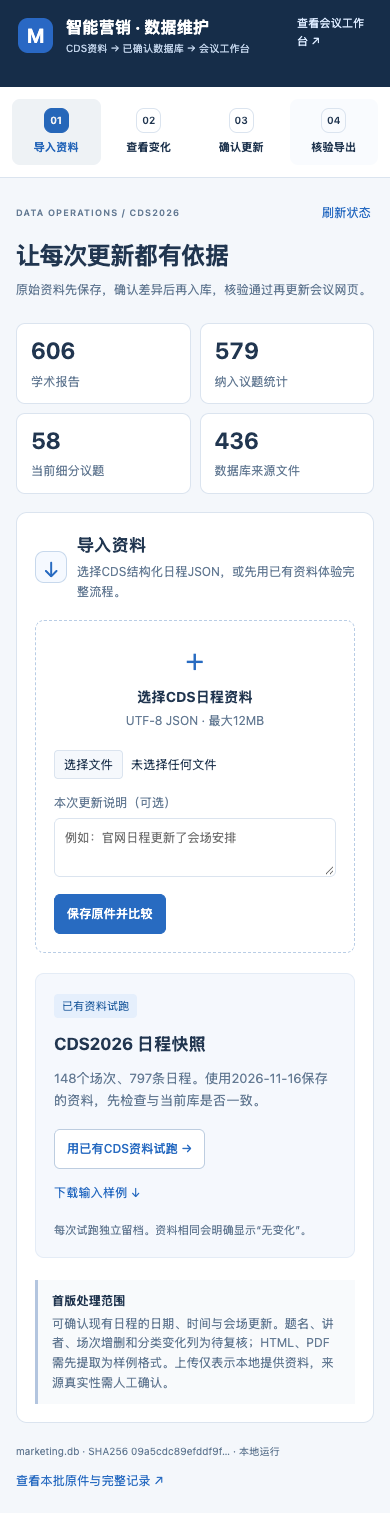 M
智能营销 · 数据维护
CDS资料 → 已确认数据库 → 会议工作台
查看会议工作
台 ↗
01
导入资料
02
查看变化
03
确认更新
04
核验导出
DATA OPERATIONS / CDS2026
刷新状态
让每次更新都有依据
原始资料先保存，确认差异后再入库，核验通过再更新会议网页。
606
学术报告
579
纳入议题统计
58
当前细分议题
436
数据库来源文件
↓
导入资料
选择CDS结构化日程JSON，或先用已有资料体验完
整流程。
+
选择CDS日程资料
UTF-8 JSON · 最大12MB
选择文件 未选择任何文件
本次更新说明（可选）
例如：官网日程更新了会场安排
保存原件并比较
已有资料试跑
CDS2026 日程快照
148个场次、797条日程。使用2026-11-16保存
的资料，先检查与当前库是否一致。
用已有CDS资料试跑 →
下载输入样例 ↓
每次试跑独立留档。资料相同会明确显示“无变化”。
首版处理范围
可确认现有日程的日期、时间与会场更新。题名、讲
者、场次增删和分类变化列为待复核；HTML、PDF
需先提取为样例格式。上传仅表示本地提供资料，来
源真实性需人工确认。
marketing.db · SHA256 09a5cdc89efddf9f… · 本地运行
查看本批原件与完整记录 ↗